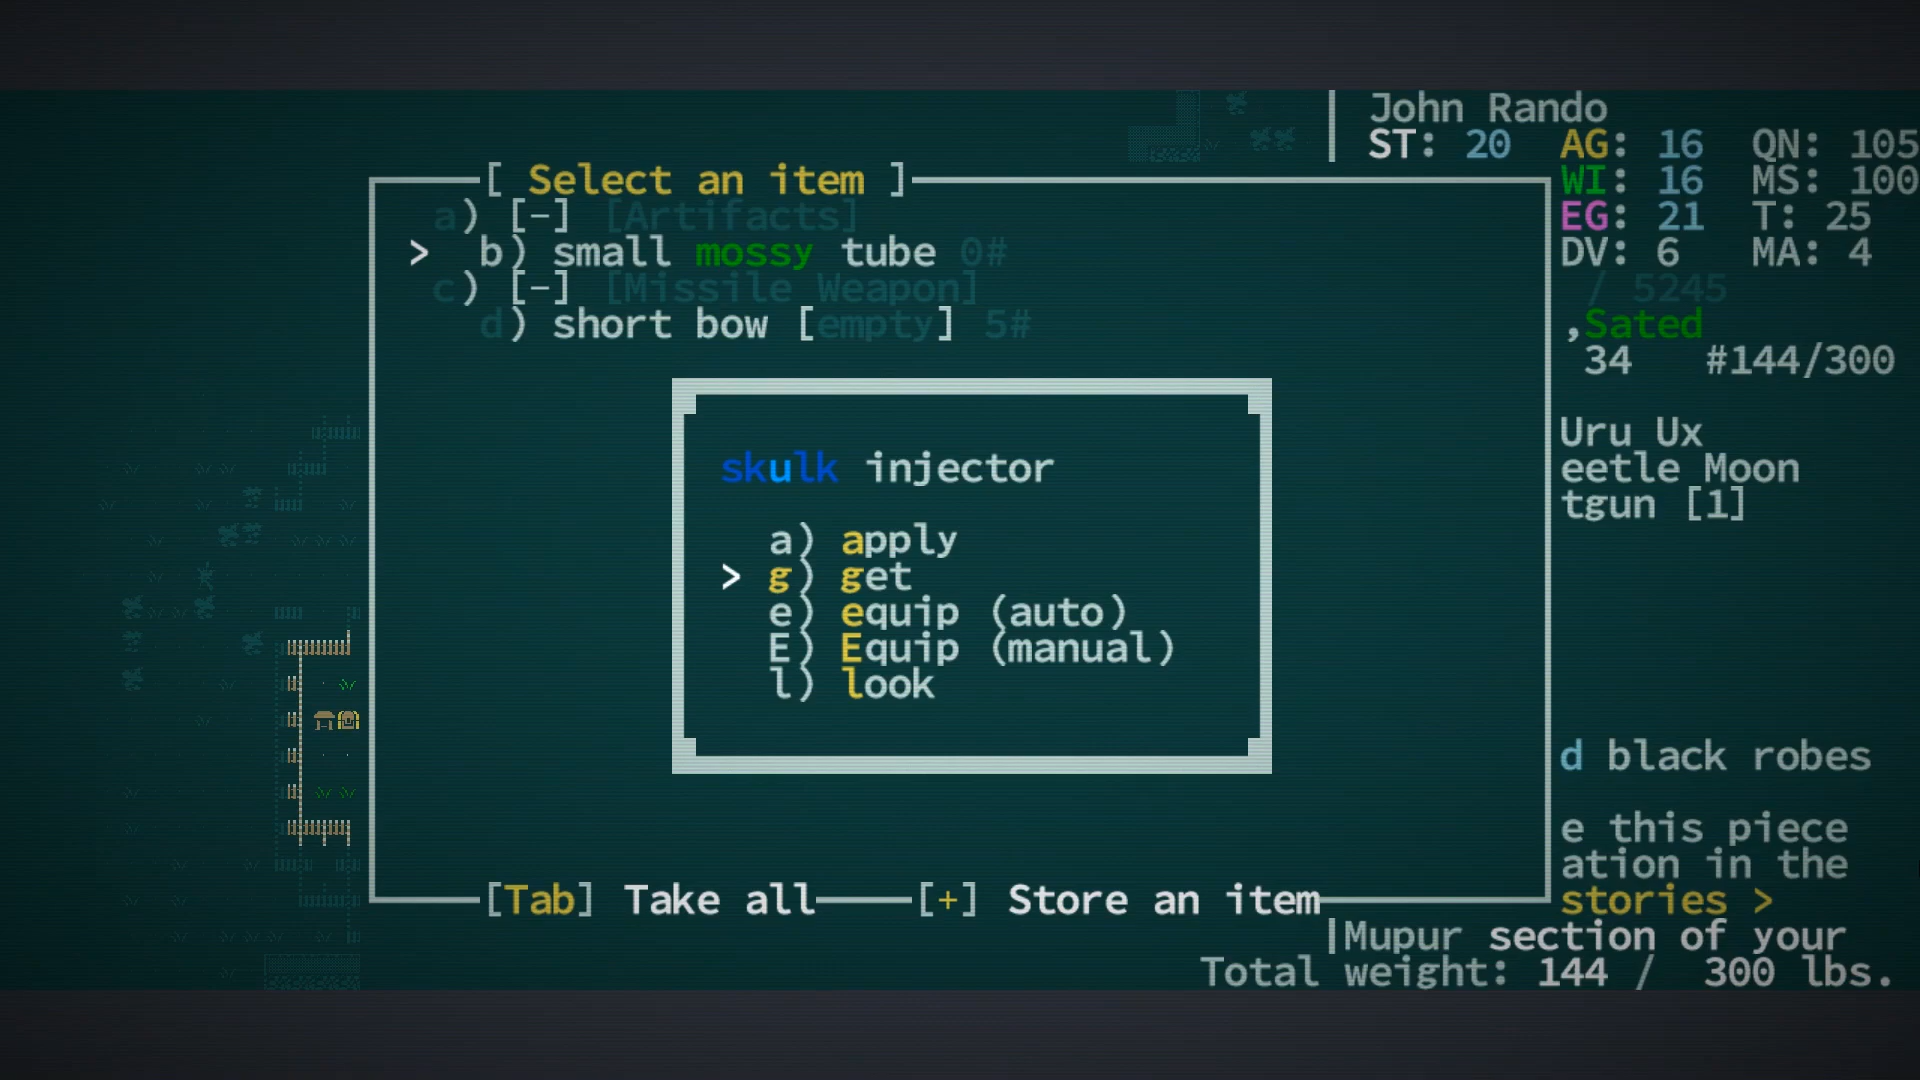 John Rando
ST: 20 AG: 16 QN: 105
WI: 16 MS: 100
EG: 21 T: 25
DV: 6 MA: 4
/ 5245
,Sated
34 #144/300
[ Select an item ]
a) [-] [Artifacts]
> b) small mossy tube 0#
c) [-] [Missile Weapon]
d) short bow [empty] 5#
skulk injector
a) apply
> g) get
e) equip (auto)
E) Equip (manual)
l) look
[Tab] Take all
[+] Store an item
Uru Ux
eetle Moon
tgun [1]
d black robes
e this piece
ation in the
stories >
Mupur section of your
Total weight: 144 / 300 lbs.